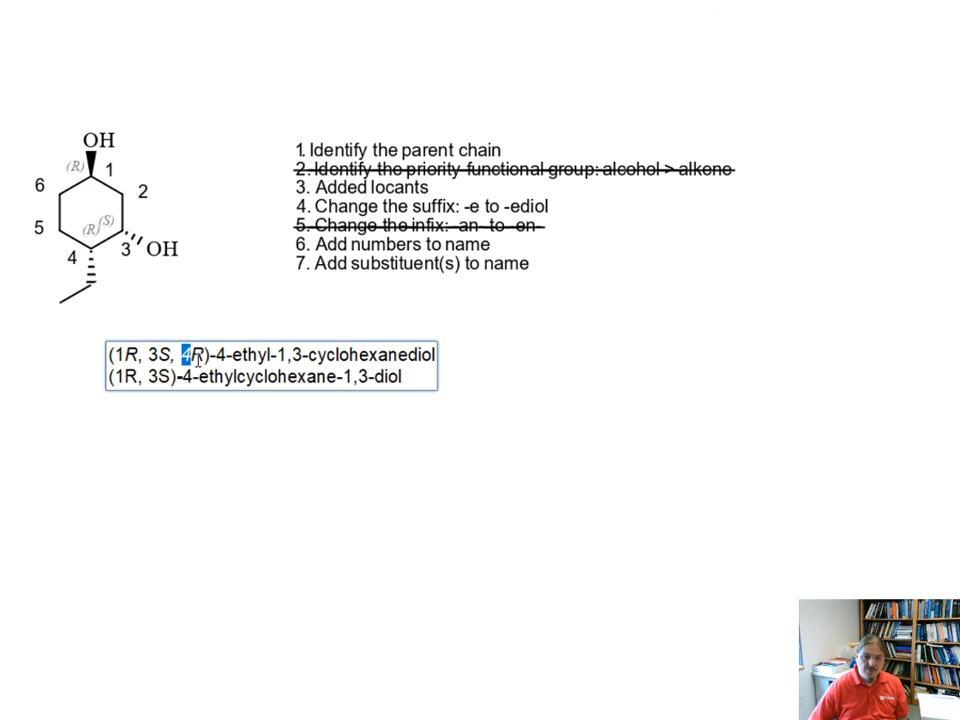 OH
(R) 1
6
2
5
(R) (S)
3 OH
4
1. Identify the parent chain
2. Identify the priority functional group: alcohol > alkene
3. Added locants
4. Change the suffix: -e to -ediol
5. Change the infix: -an- to -en-
6. Add numbers to name
7. Add substituent(s) to name
(1R, 3S, 4R)-4-ethyl-1,3-cyclohexanediol
(1R, 3S)-4-ethylcyclohexane-1,3-diol